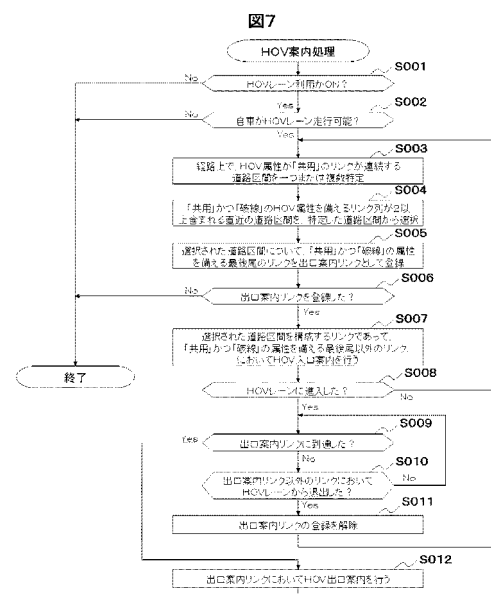 図7
HOV案内処理
S001
HOVレーン利用がON?
No
Yes
S002
自車がHOVレーン走行可能?
No
Yes
S003
経路上で、HOV属性が「共用」のリンクが連続する
道路区間を一つまたは複数特定
S004
「共用」かつ「破線」のHOV属性を備えるリンク列が2以
上含まれる直近の道路区間を、特定した道路区間から選択
S005
選択された道路区間について、「共用」かつ「破線」の属性
を備える最後尾のリンクを出口案内リンクとして登録
S006
出口案内リンクを登録した?
No
Yes
S007
選択された道路区間を構成するリンクであって、
「共用」かつ「破線」の属性を備える最後尾以外のリンク
においてHOV入口案内を行う
終了
S008
HOVレーンに進入した?
No
Yes
S009
出口案内リンクに到達した?
Yes
No
S010
出口案内リンク以外のリンクにおいて
HOVレーンから退出した?
No
Yes
S011
出口案内リンクの登録を解除
S012
出口案内リンクにおいてHOV出口案内を行う